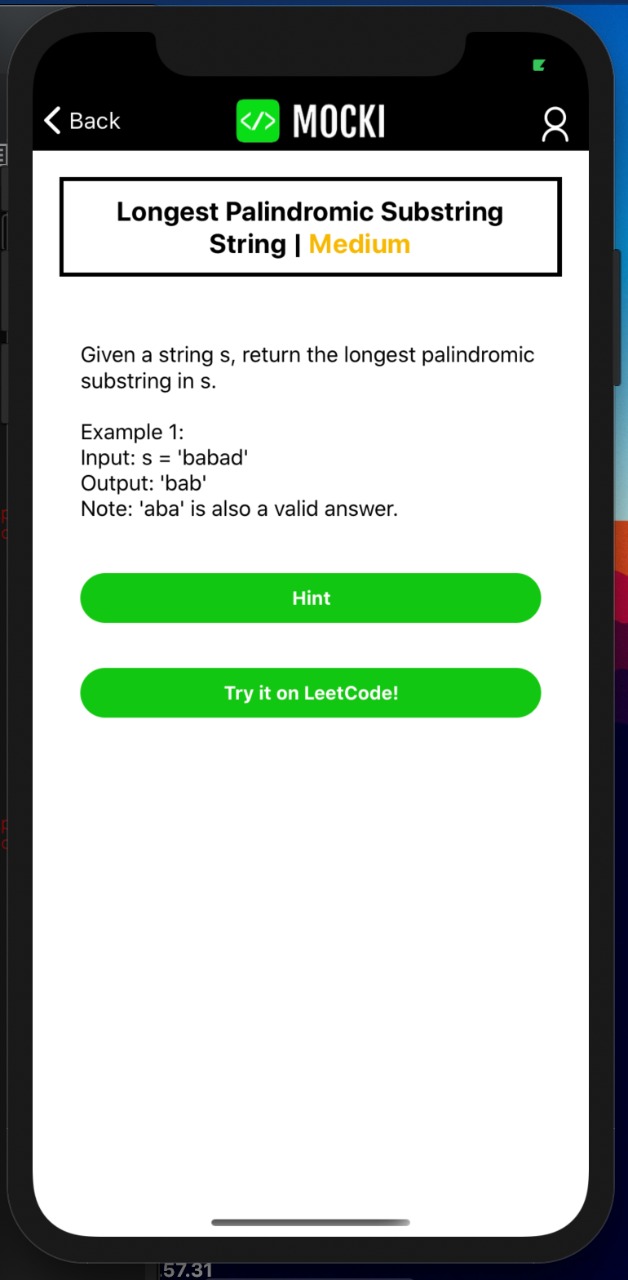 Back
</> MOCKI
Longest Palindromic Substring
String | Medium
Given a string s, return the longest palindromic
substring in s.
Example 1:
Input: s = 'babad'
Output: 'bab'
Note: 'aba' is also a valid answer.
Hint
Try it on LeetCode!
57.31